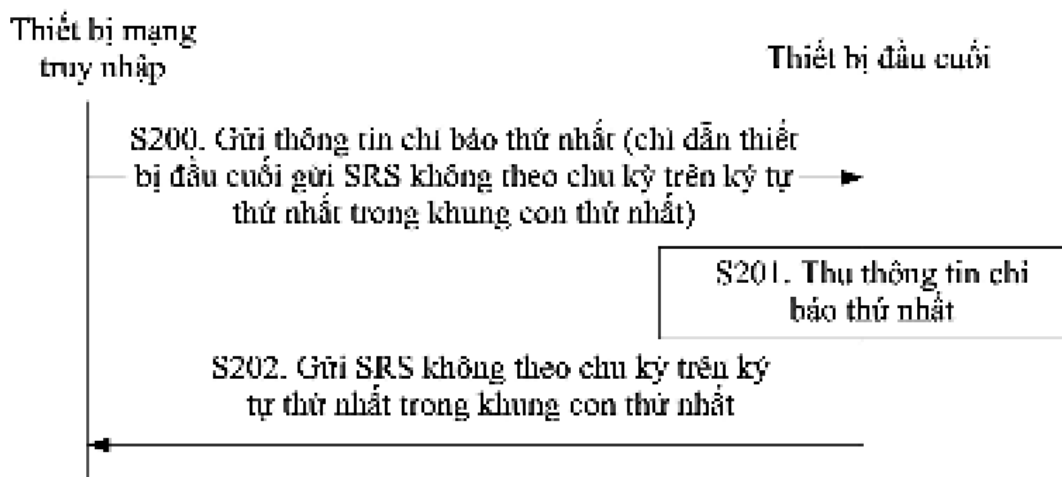 Thiết bị mạng
truy nhập
Thiết bị đầu cuối
S200. Gửi thông tin chỉ báo thứ nhất (chỉ dẫn thiết
bị đầu cuối gửi SRS không theo chu kỳ trên ký tự
thứ nhất trong khung con thứ nhất)
S201. Thu thông tin chỉ
báo thứ nhất
S202. Gửi SRS không theo chu kỳ trên ký
tự thứ nhất trong khung con thứ nhất